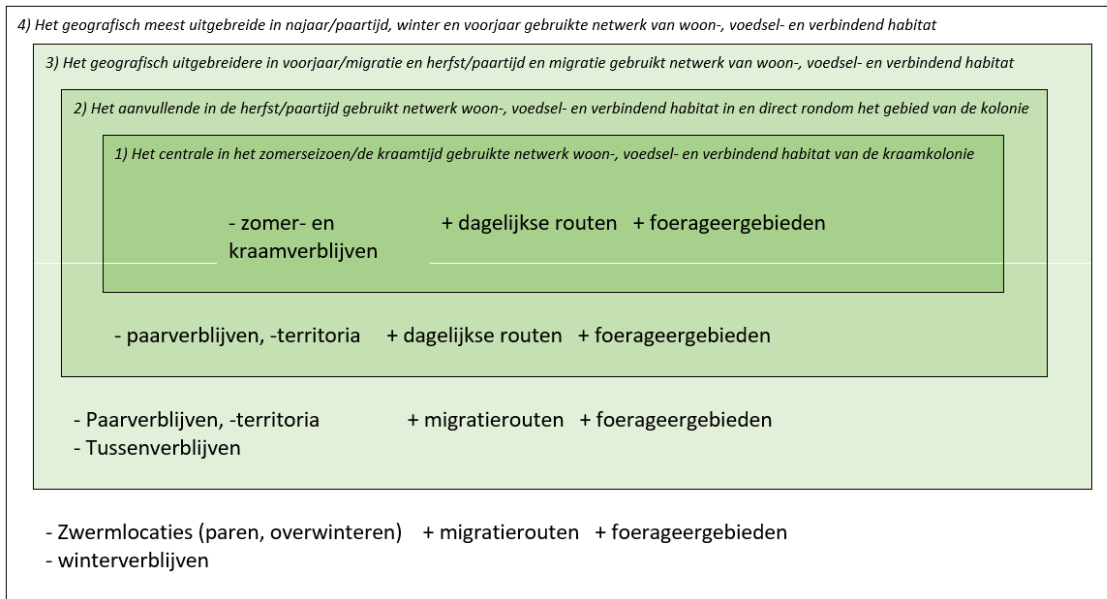 4) Het geografisch meest uitgebreide in najaar/paartijd, winter en voorjaar gebruikte netwerk van woon-, voedsel- en verbindend habitat
3) Het geografisch uitgebreidere in voorjaar/migratie en herfst/paartijd en migratie gebruikt netwerk van woon-, voedsel- en verbindend habitat
2) Het aanvullende in de herfst/paartijd gebruikt netwerk woon-, voedsel- en verbindend habitat in en direct rondom het gebied van de kolonie
1) Het centrale in het zomerseizoen/de kraamtijd gebruikte netwerk woon-, voedsel- en verbindend habitat van de kraamkolonie
- zomer- en + dagelijkse routen + foerageergebieden
kraamverblijven
- paarverblijven, -territoria + dagelijkse routen + foerageergebieden
- Paarverblijven, -territoria + migratierouten + foerageergebieden
- Tussenverblijven
- Zwermlocaties (paren, overwinteren) + migratierouten + foerageergebieden
- winterverblijven